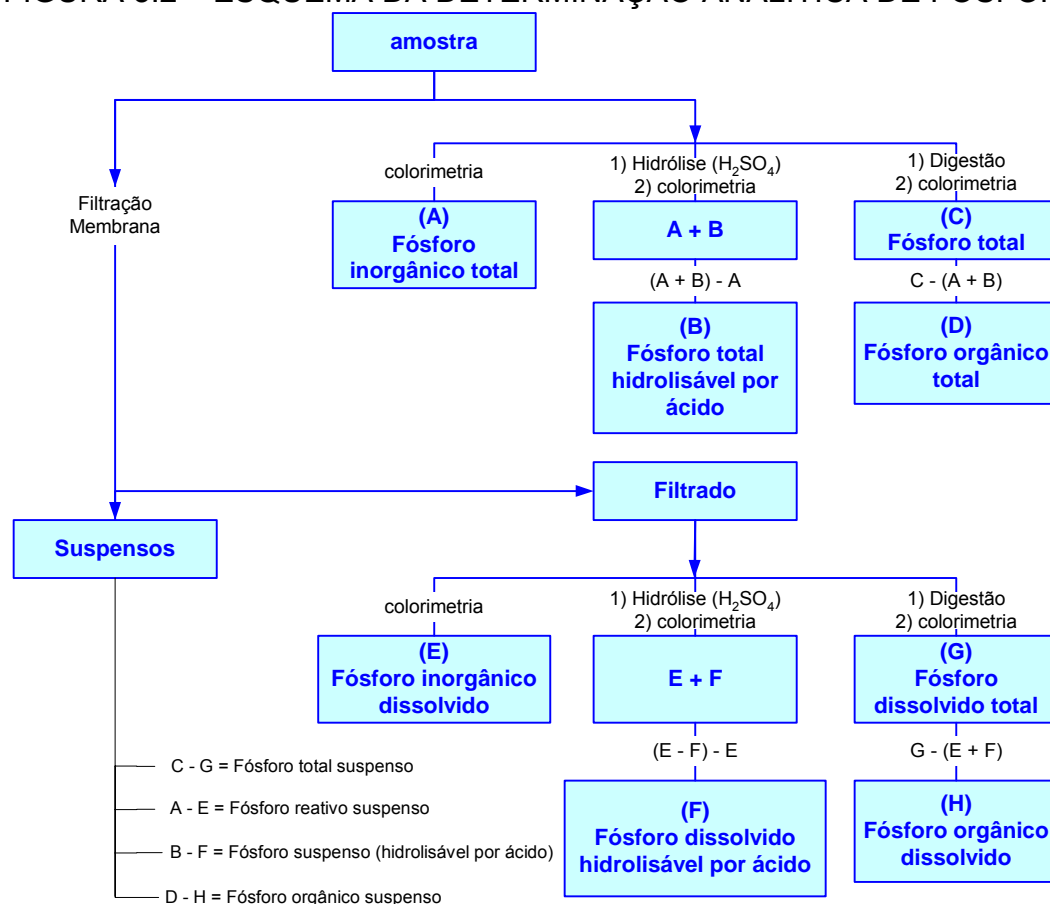 amostra
colorimetria
1) Hidrólise (H₂SO₄)
2) colorimetria
1) Digestão
2) colorimetria
Filtração
Membrana
(A)
Fósforo
inorgânico total
A + B
(C)
Fósforo total
(A + B) - A
C - (A + B)
(B)
Fósforo total
hidrolisável por
ácido
(D)
Fósforo orgânico
total
Filtrado
Suspensos
colorimetria
1) Hidrólise (H₂SO₄)
2) colorimetria
1) Digestão
2) colorimetria
(E)
Fósforo inorgânico
dissolvido
E + F
(G)
Fósforo
dissolvido total
(E - F) - E
G - (E + F)
(F)
Fósforo dissolvido
hidrolisável por ácido
(H)
Fósforo orgânico
dissolvido
C - G = Fósforo total suspenso
A - E = Fósforo reativo suspenso
B - F = Fósforo suspenso (hidrolisável por ácido)
D - H = Fósforo orgânico suspenso